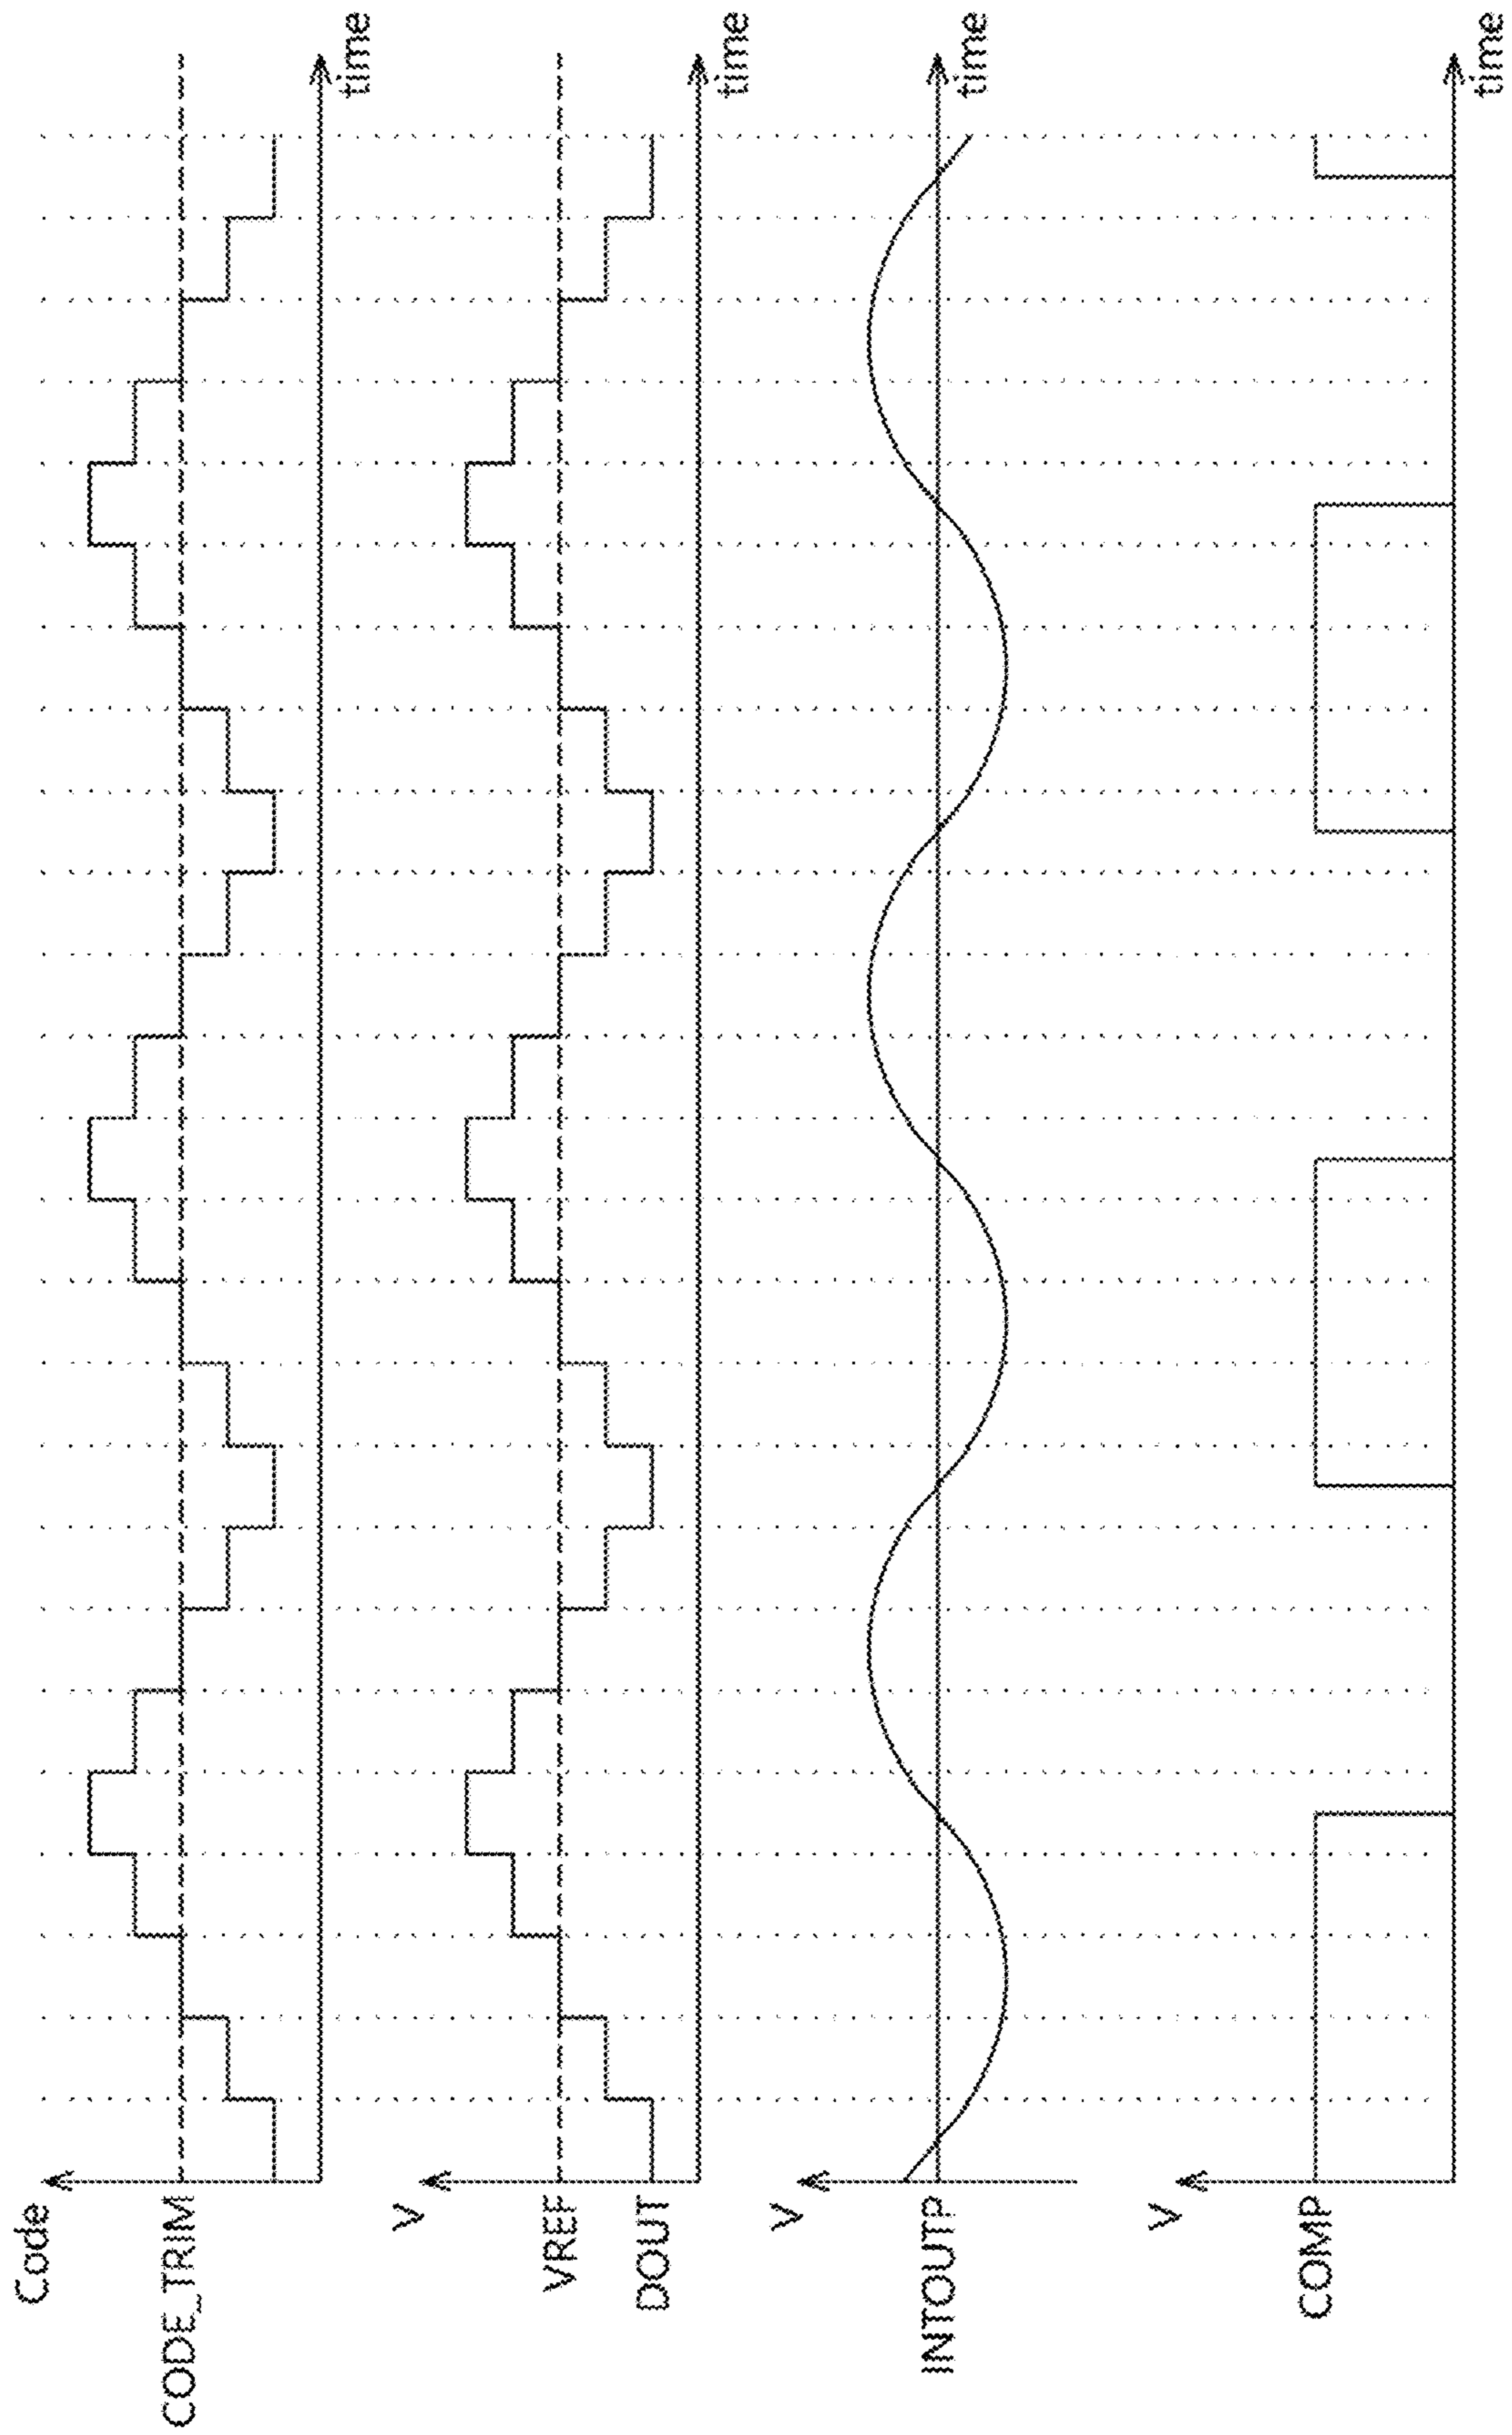 Code
CODE_TRIM
time
V
VREF
DOUT
time
V
INTOUTP
time
V
COMP
time